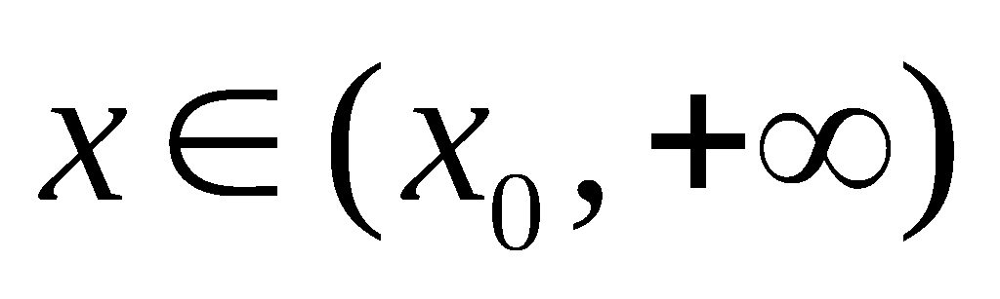 x ∈ (x₀, +∞)